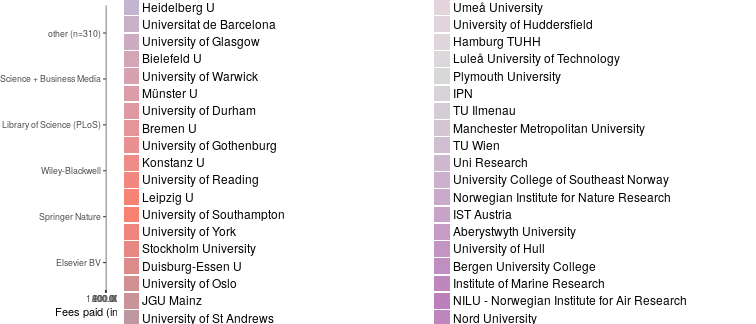 other (n=310)
Science + Business Media
Library of Science (PLoS)
Wiley-Blackwell
Springer Nature
Elsevier BV
Fees paid (in
Heidelberg U
Universitat de Barcelona
University of Glasgow
Bielefeld U
University of Warwick
Münster U
University of Durham
Bremen U
University of Gothenburg
Konstanz U
University of Reading
Leipzig U
University of Southampton
University of York
Stockholm University
Duisburg-Essen U
University of Oslo
JGU Mainz
University of St Andrews
Umeå University
University of Huddersfield
Hamburg TUHH
Luleå University of Technology
Plymouth University
IPN
TU Ilmenau
Manchester Metropolitan University
TU Wien
Uni Research
University College of Southeast Norway
Norwegian Institute for Nature Research
IST Austria
Aberystwyth University
University of Hull
Bergen University College
Institute of Marine Research
NILU - Norwegian Institute for Air Research
Nord University